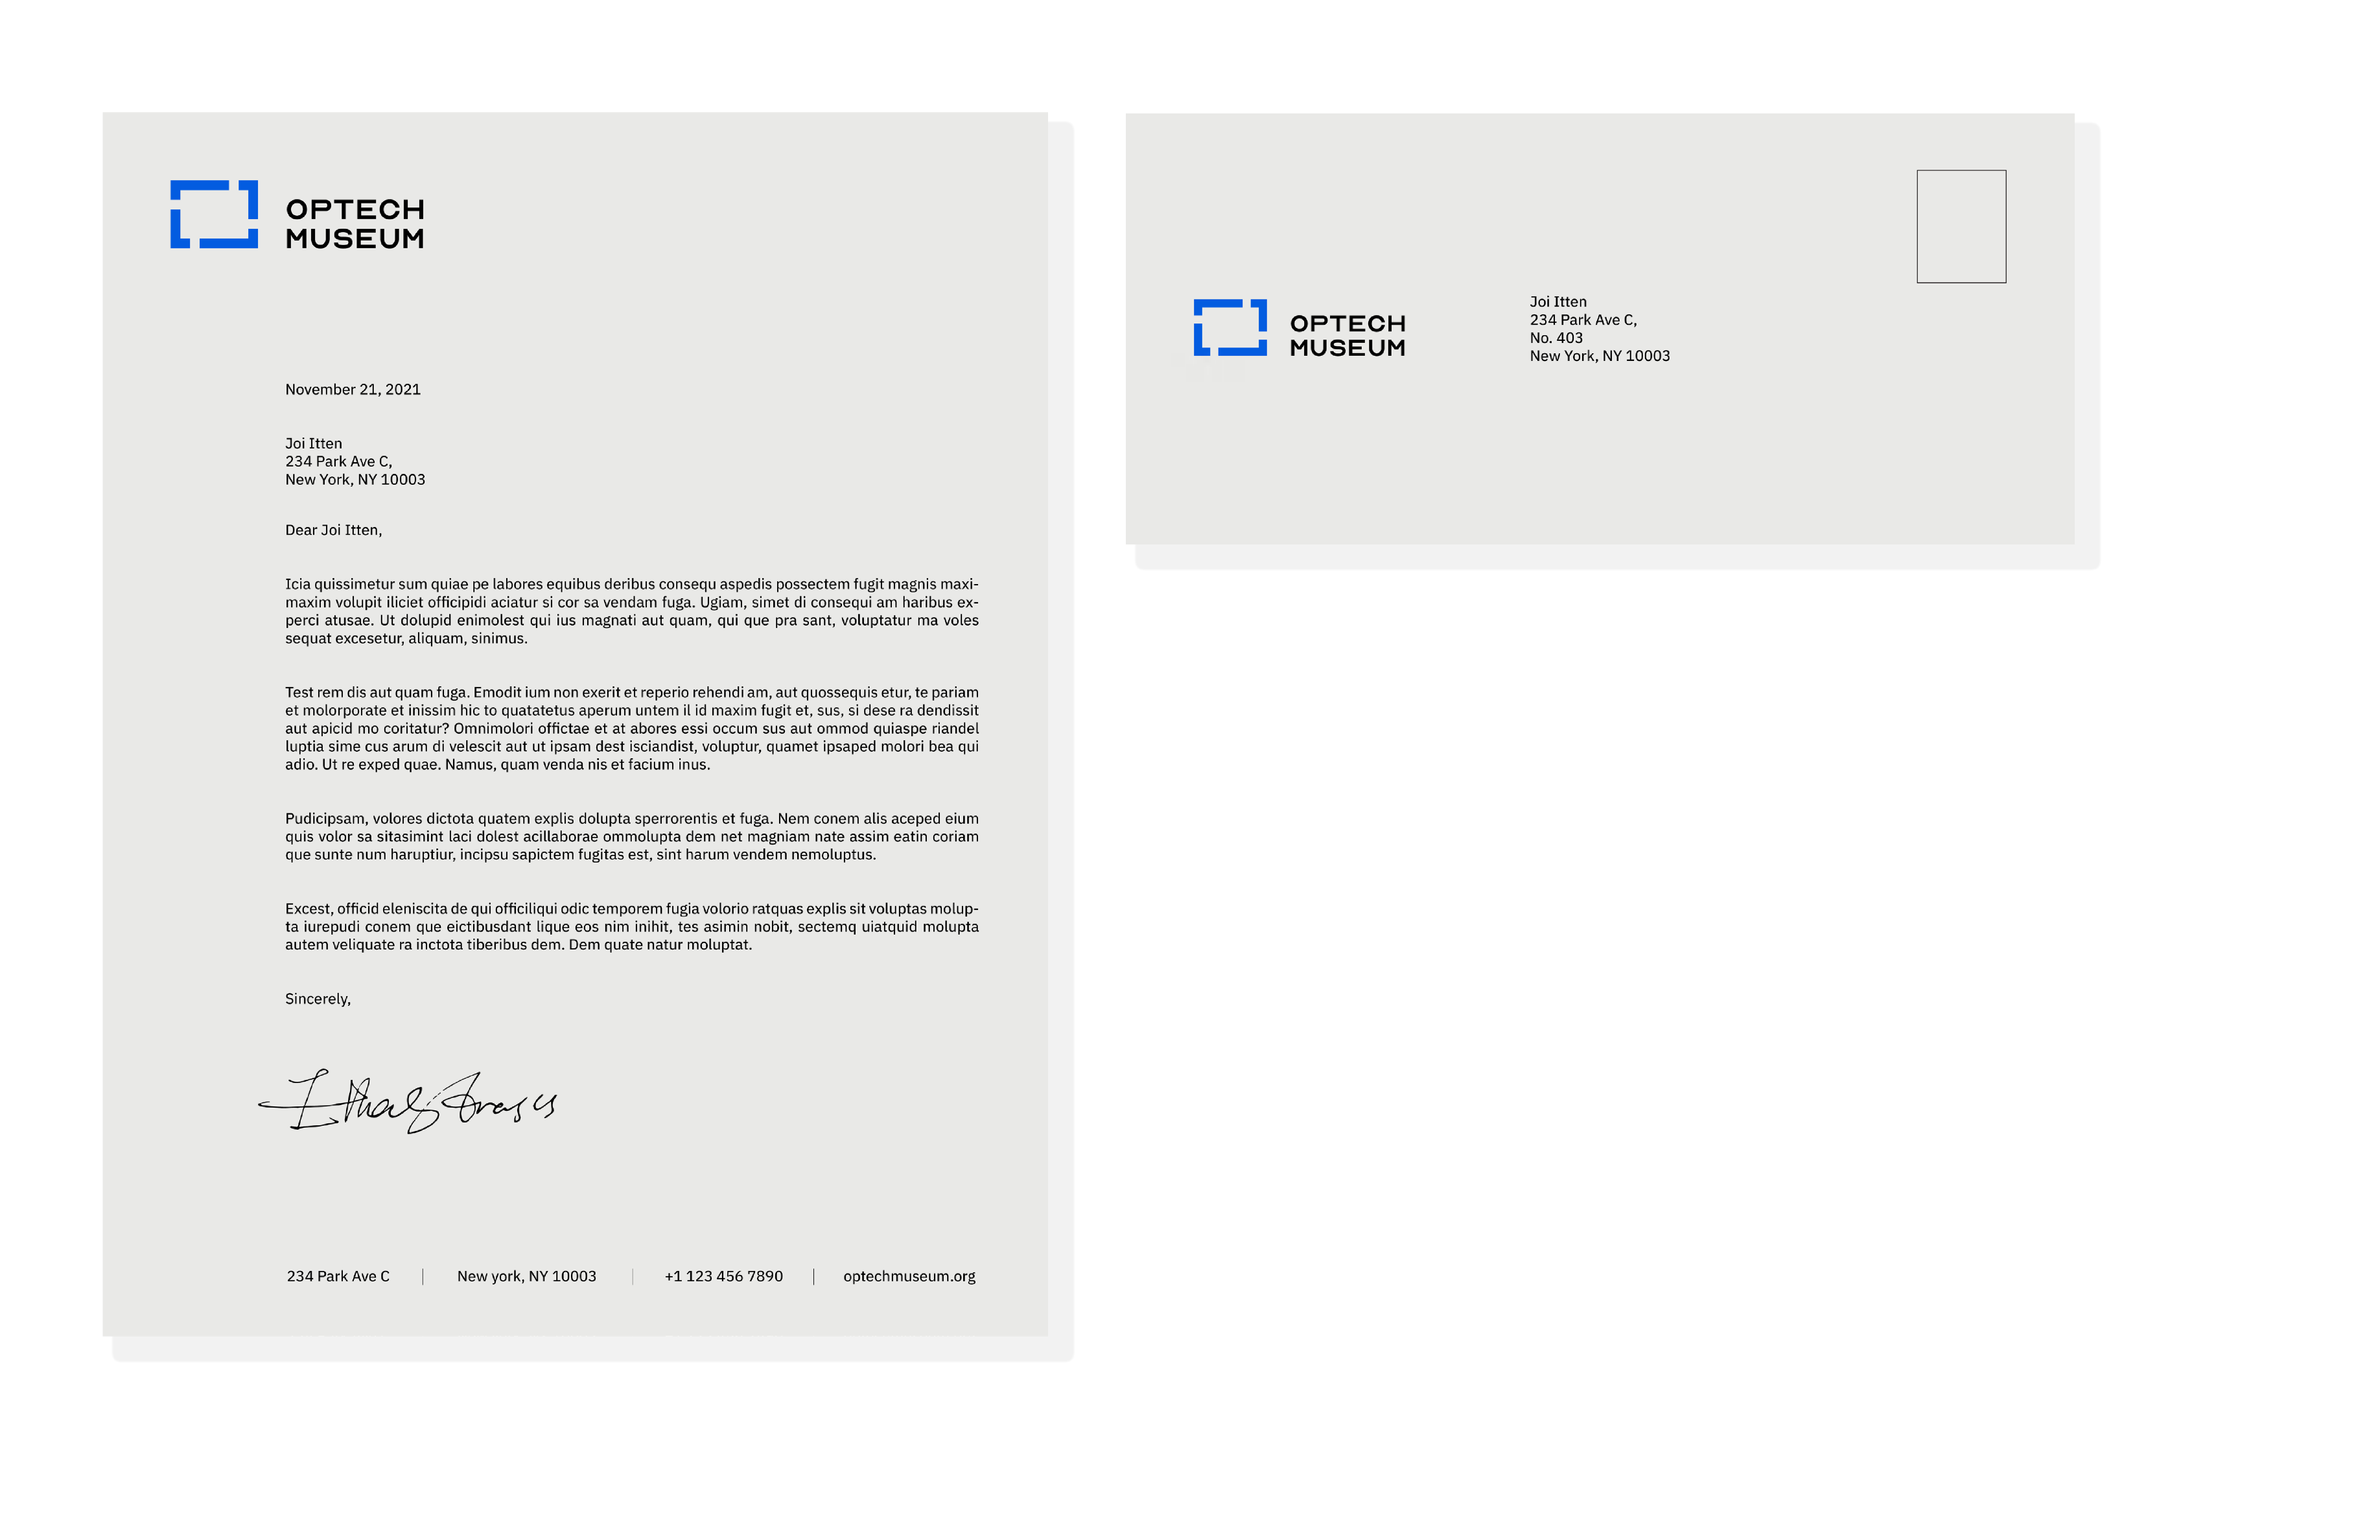 OPTECH
MUSEUM
November 21, 2021
Joi Itten
234 Park Ave C,
New York, NY 10003
Dear Joi Itten,
Icia quissimetur sum quiae pe labores equibus deribus consequ aspedis possectem fugit magnis maxi-
maxim volupit iliciet officipidi aciatur si cor sa vendam fuga. Ugiam, simet di consequi am haribus ex-
perci atusae. Ut dolupid enimolest qui ius magnati aut quam, qui que pra sant, voluptatur ma voles
sequat excesetur, aliquam, sinimus.
Test rem dis aut quam fuga. Emodit ium non exerit et reperio rehendi am, aut quossequis etur, te pariam
et molorporate et inissim hic to quatatetus aperum untem il id maxim fugit et, sus, si dese ra dendissit
aut apicid mo coritatur? Omnimolori offictae et at abores essi occum sus aut ommod quiaspe riandel
luptia sime cus arum di velescit aut ut ipsam dest isciandist, voluptur, quamet ipsaped molori bea qui
adio. Ut re exped quae. Namus, quam venda nis et facium inus.
Pudicipsam, volores dictota quatem explis dolupta sperrorentis et fuga. Nem conem alis aceped eium
quis volor sa sitasimint laci dolest acillaborae ommolupta dem net magniam nate assim eatin coriam
que sunte num haruptiur, incipsu sapictem fugitas est, sint harum vendem nemoluptus.
Excest, officid eleniscita de qui officiliqui odic temporem fugia volorio ratquas explis sit voluptas molup-
ta iurepudi conem que eictibusdant lique eos nim inihit, tes asimin nobit, sectemq uiatquid molupta
autem veliquate ra inctota tiberibus dem. Dem quate natur moluptat.
Sincerely,
234 Park Ave C | New york, NY 10003 | +1 123 456 7890 | optechmuseum.org
OPTECH
MUSEUM
Joi Itten
234 Park Ave C,
No. 403
New York, NY 10003